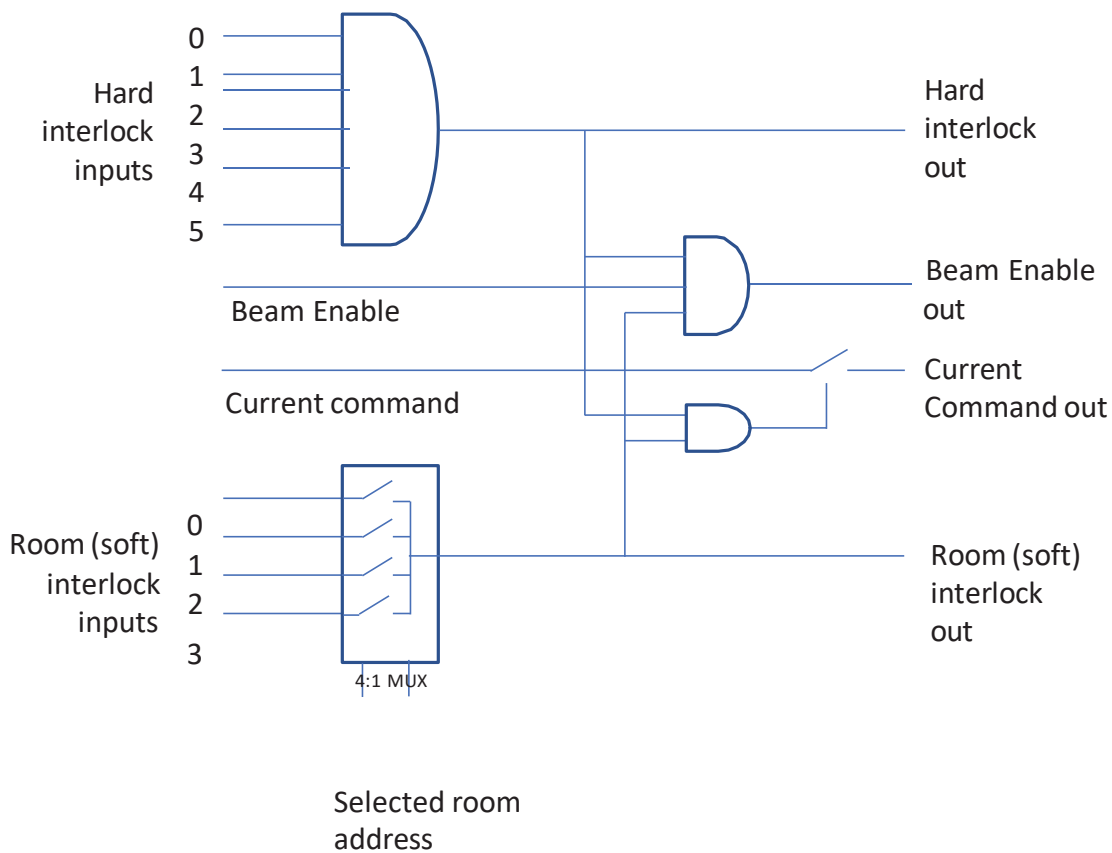 Hard
interlock
inputs
0
1
2
3
4
5
Hard
interlock
out
Beam Enable
Beam Enable
out
Current command
Current
Command out
Room (soft)
interlock
inputs
0
1
2
3
4:1 MUX
Room (soft)
interlock
out
Selected room
address